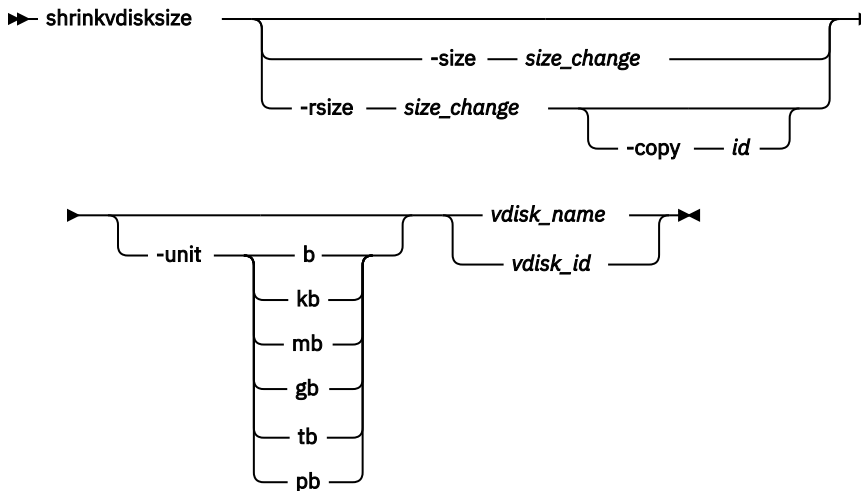 shrinkvdisksize
-size size_change
-rsize size_change
-copy id
vdisk_name
-unit b
vdisk_id
kb
mb
gb
tb
pb